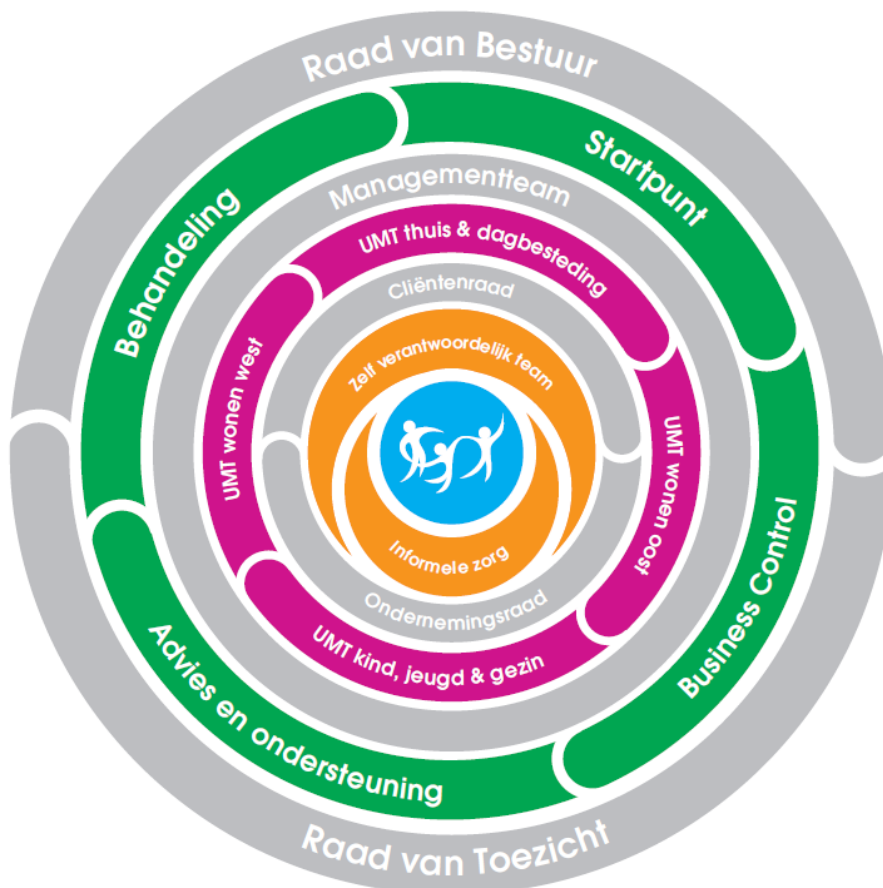 Raad van Bestuur
Startpunt
Behandeling
Managementteam
UMT thuis & dagbesteding
Cliëntenraad
Zelf verantwoordelijk team
UMT wonen west
UMT wonen oost
Informele zorg
Ondernemingsraad
UMT kind, jeugd & gezin
Business Control
Advies en ondersteuning
Raad van Toezicht